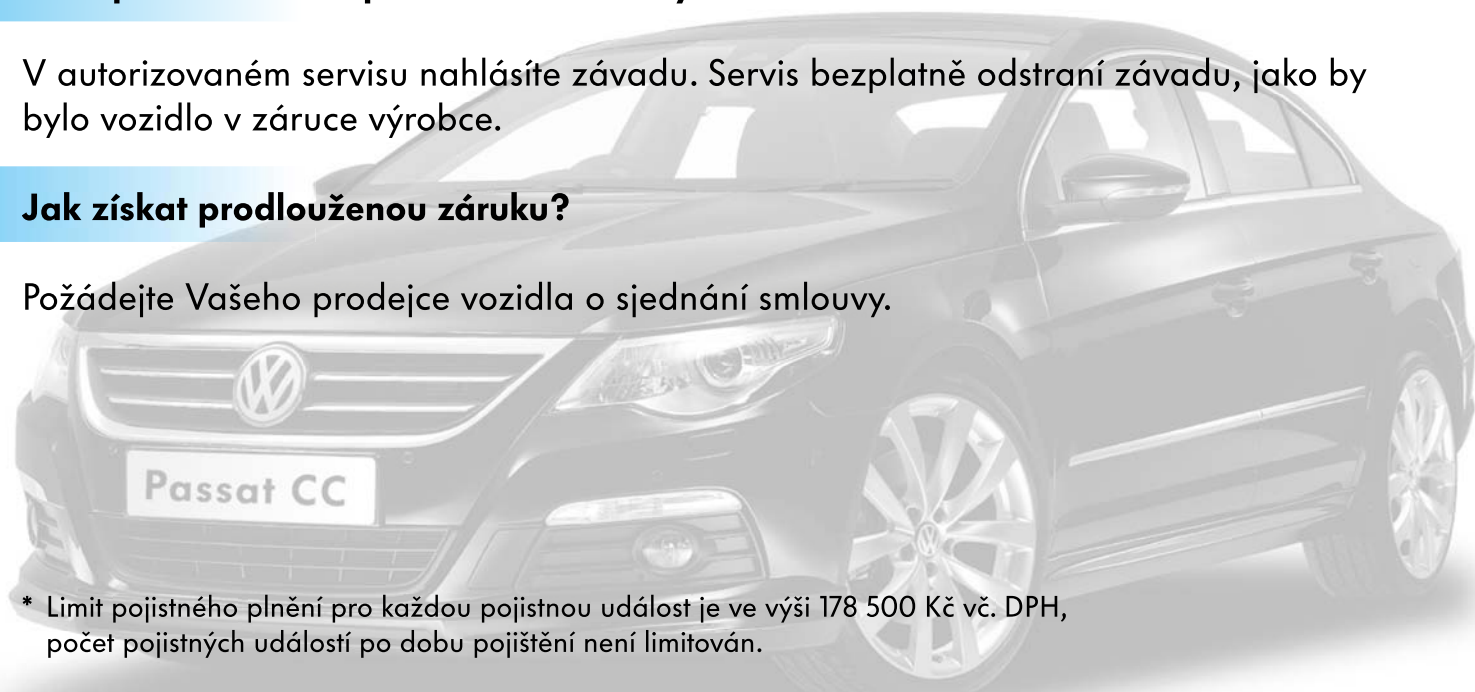 V autorizovaném servisu nahlásíte závadu. Servis bezplatně odstraní závadu, jako by
bylo vozidlo v záruce výrobce.
Jak získat prodlouženou záruku?
Požádejte Vašeho prodejce vozidla o sjednání smlouvy.
Passat CC
* Limit pojistného plnění pro každou pojistnou událost je ve výši 178 500 Kč vč. DPH,
počet pojistných událostí po dobu pojištění není limitován.